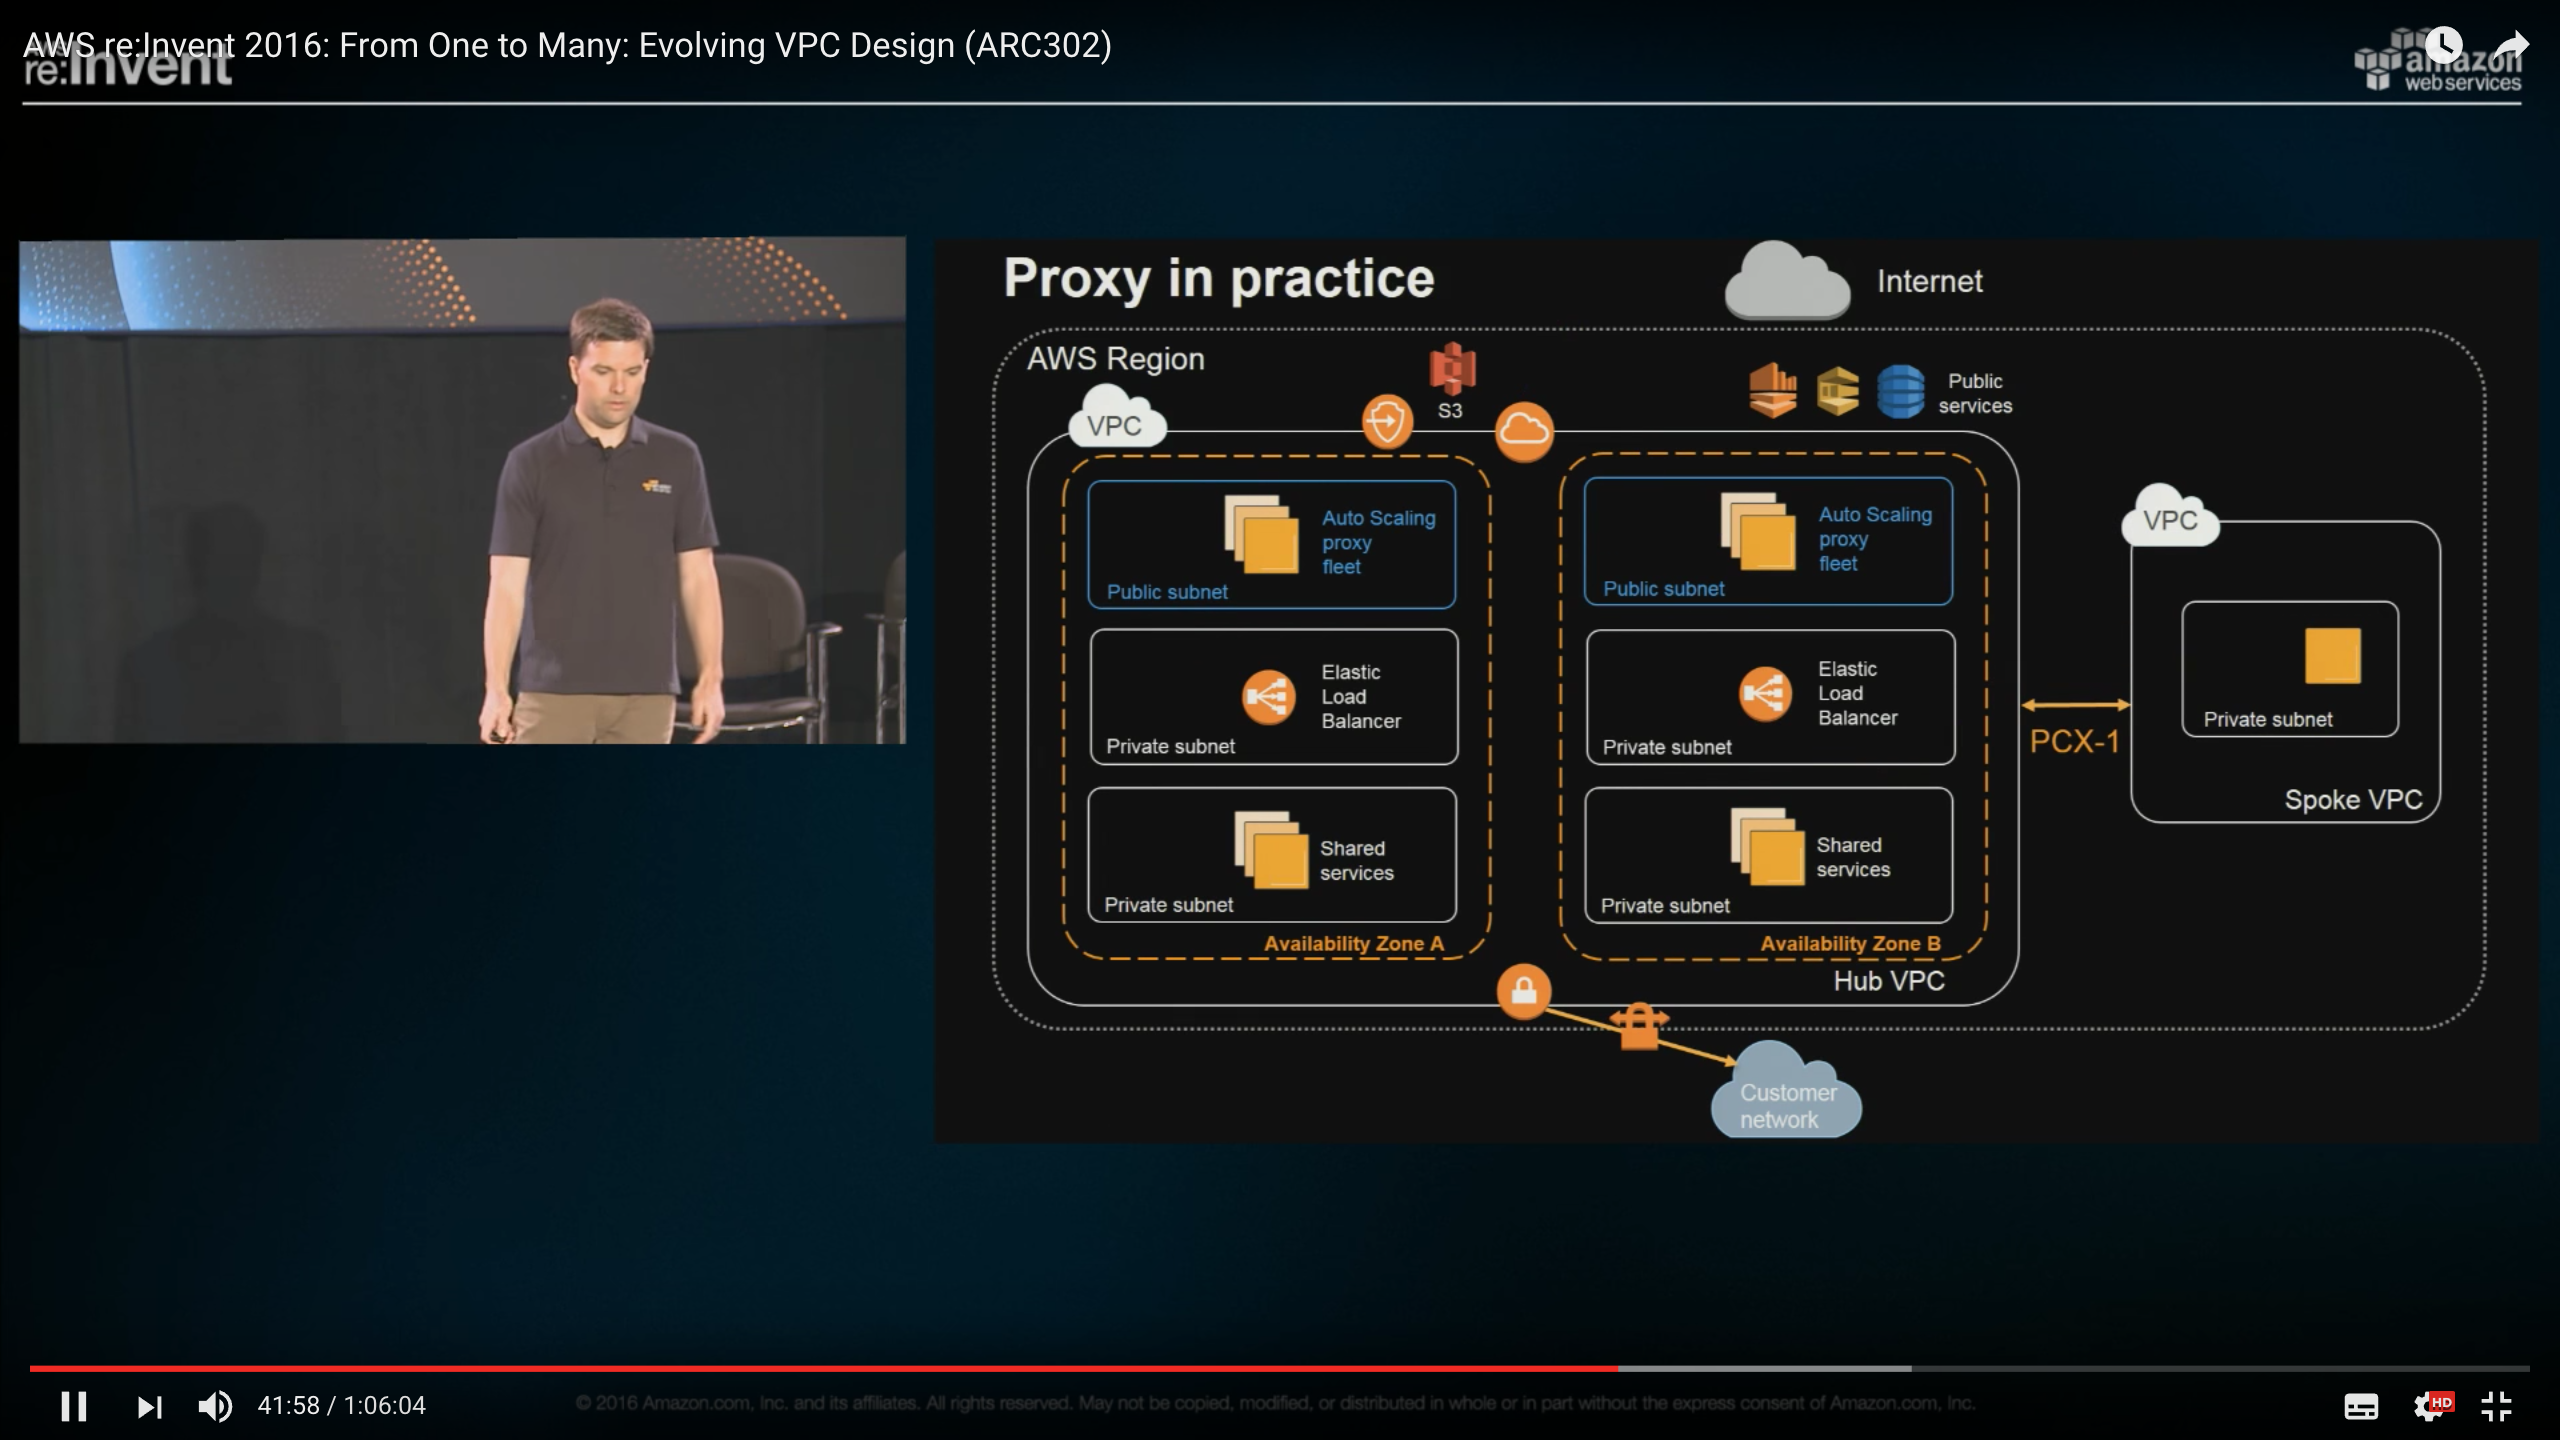 AWS re:Invent 2016: From One to Many: Evolving VPC Design (ARC302)
re:Invent
amazon
web services
Proxy in practice
Internet
AWS Region
S3
Public
services
VPC
Auto Scaling
proxy
fleet
Public subnet
Elastic
Load
Balancer
Private subnet
Shared
services
Private subnet
Availability Zone A
Auto Scaling
proxy
fleet
Public subnet
Elastic
Load
Balancer
Private subnet
Shared
services
Private subnet
Availability Zone B
Hub VPC
PCX-1
VPC
Private subnet
Spoke VPC
Customer
network
41:58 / 1:06:04
© 2016 Amazon.com, Inc. and its affiliates. All rights reserved. May not be copied, modified, or distributed in whole or in part without the express consent of Amazon.com, Inc.
HD